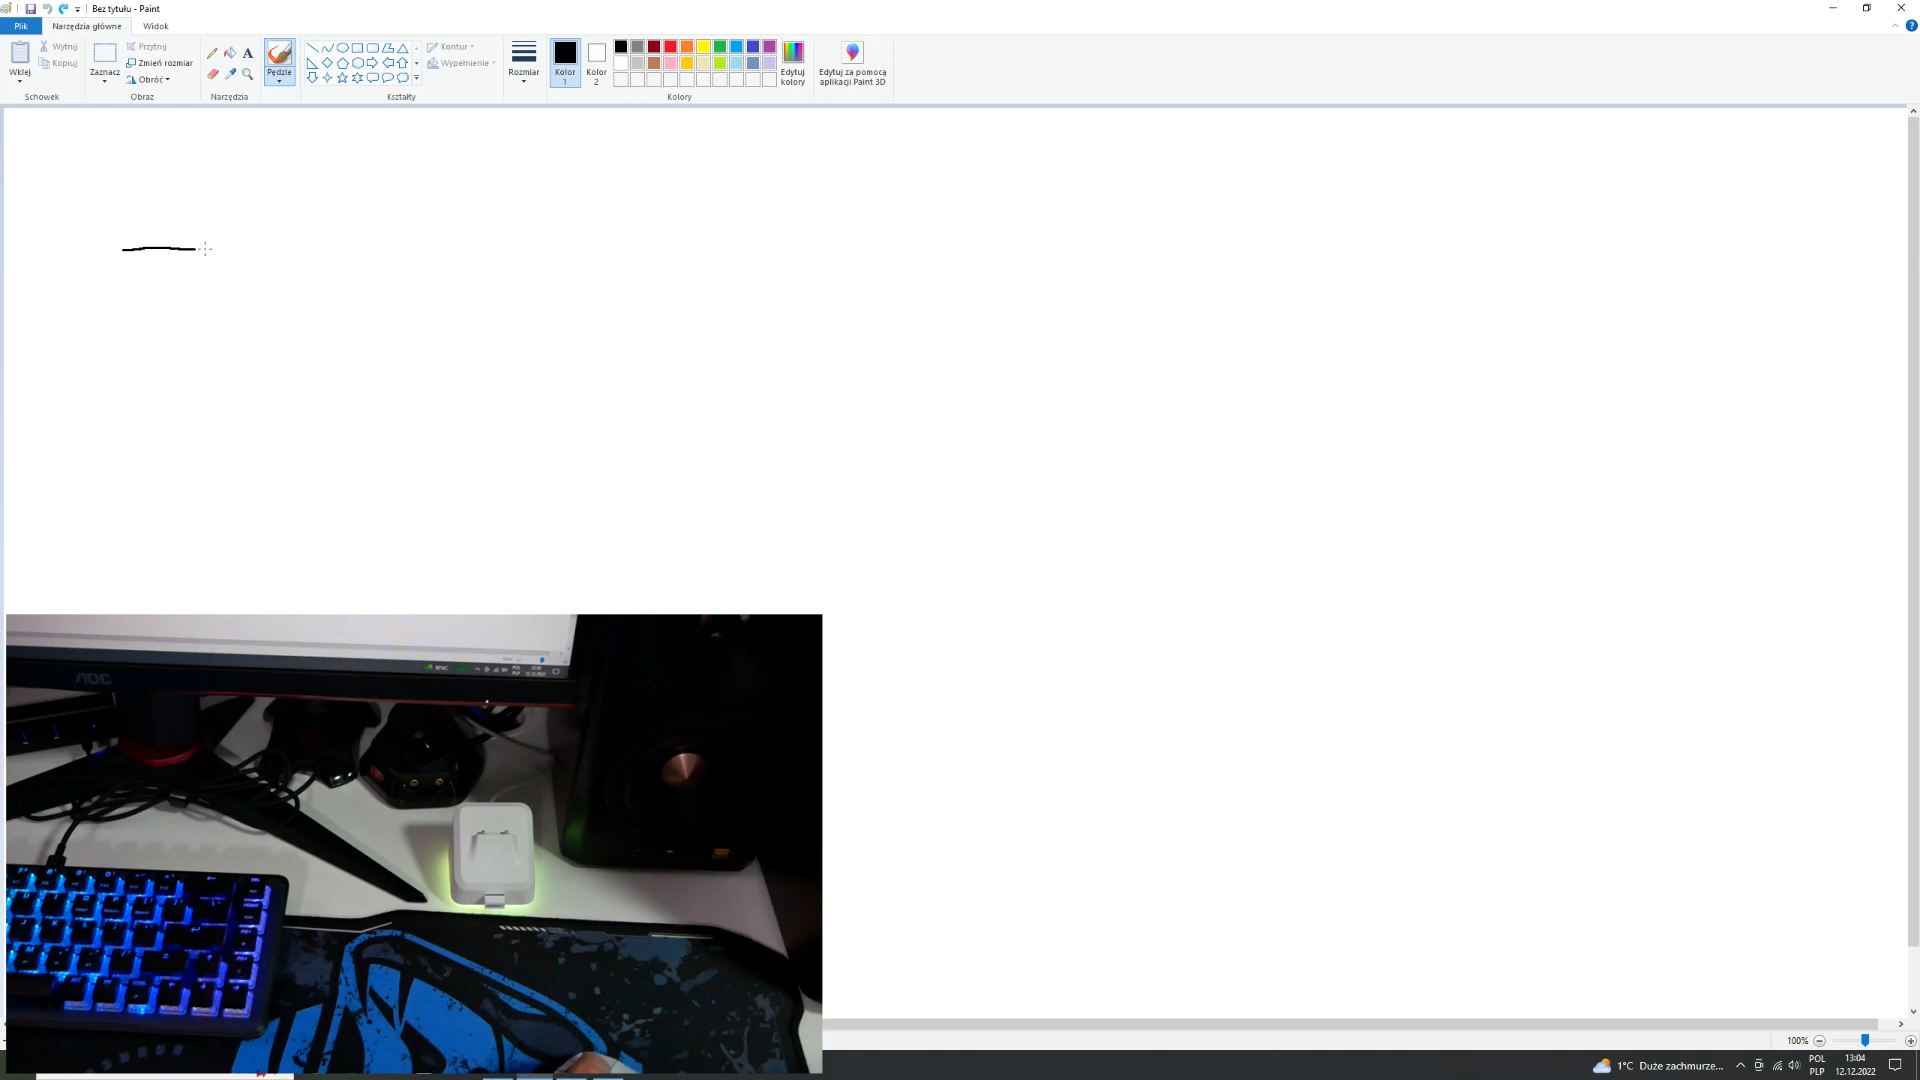 Bez tytułu - Paint
Plik
Narzędzia główne
Widok
Wklej
Wytnij
Kopiuj
Schowek
Zaznacz
Przytnij
Zmień rozmiar
Obróć
Obraz
A
Narzędzia
Pędzle
Kontur
Wypełnienie
Kształty
Rozmiar
Kolor
1
Kolor
2
Edytuj
kolory
Kolory
Edytuj za pomocą
aplikacji Paint 3D
AOC
100%
1°C Duże zachmurze...
POL
PLP
13:04
12.12.2022